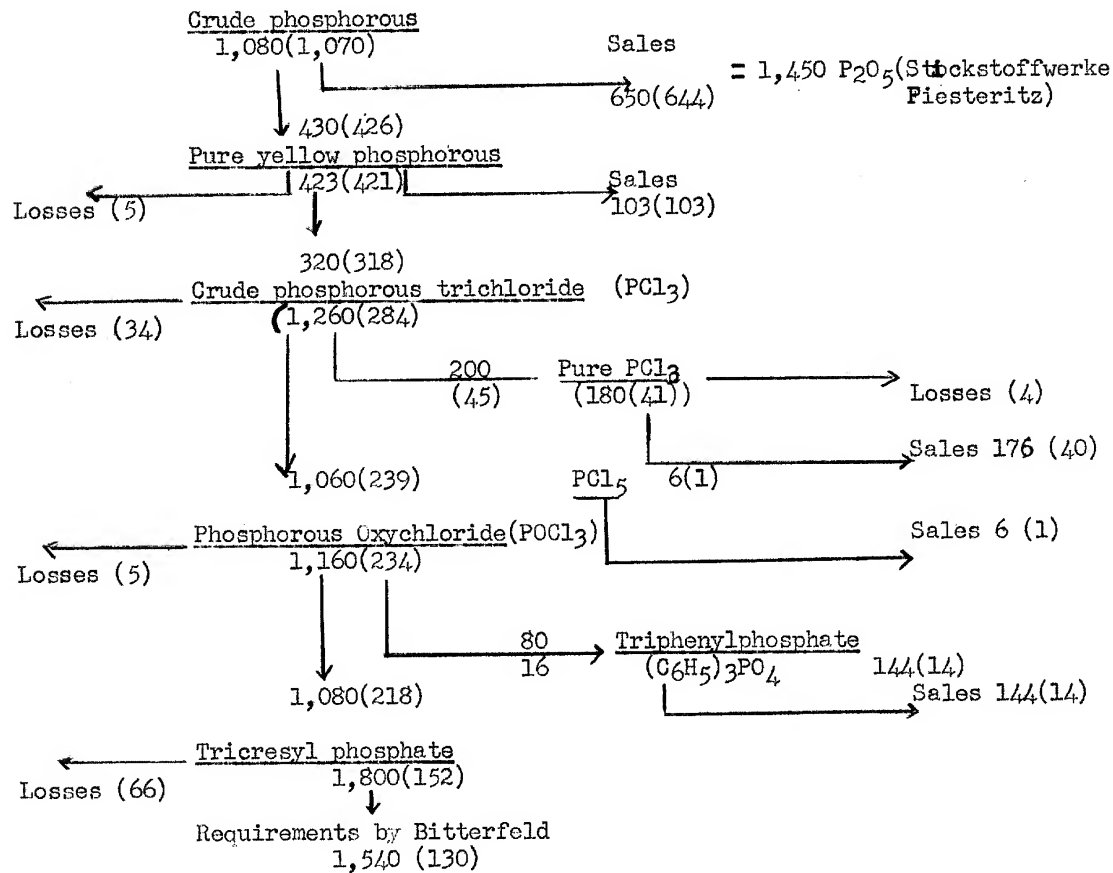 Crude phosphorous
1,080(1,070)
Sales
= 1,450 P2O5(Stickstoffwerke
Piesteritz)
650(644)
430(426)
Pure yellow phosphorous
423(421)
Sales
103(103)
Losses (5)
320(318)
Crude phosphorous trichloride (PCl3)
(1,260(284)
Losses (34)
200
(45)
Pure PCl3
(180(41))
Losses (4)
Sales 176 (40)
6(1)
1,060(239)
PCl5
Sales 6 (1)
Phosphorous Oxychloride(POCl3)
1,160(234)
Losses (5)
80
16
Triphenylphosphate
(C6H5)3PO4 144(14)
Sales 144(14)
1,080(218)
Tricresyl phosphate
1,800(152)
Losses (66)
Requirements by Bitterfeld
1,540 (130)